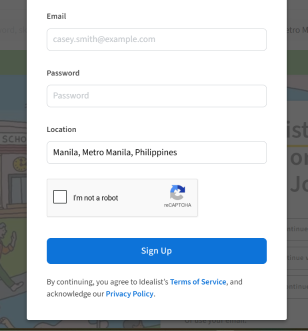 Email
casey.smith@example.com
Password
Password
Location
Manila, Metro Manila, Philippines
I'm not a robot
reCAPTCHA
Sign Up
By continuing, you agree to Idealist's Terms of Service, and
acknowledge our Privacy Policy.